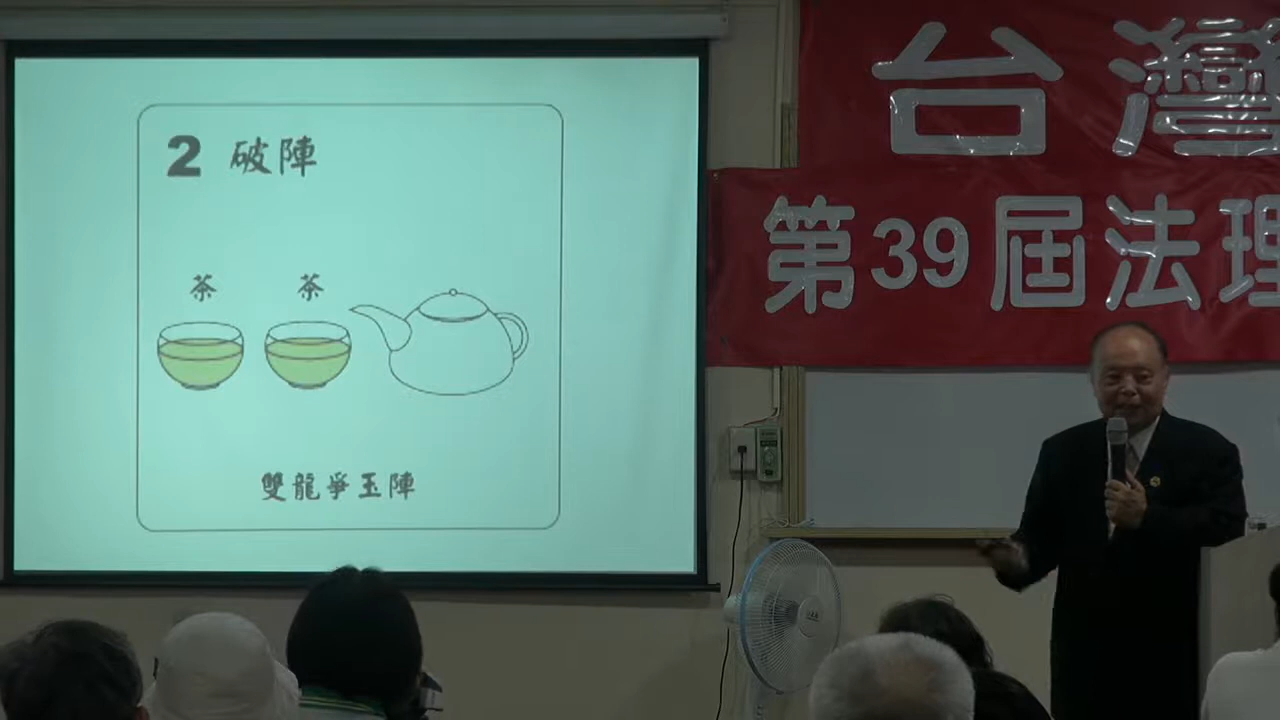 2 破陣
茶 茶
雙龍爭玉陣
台灣
第39屆法理